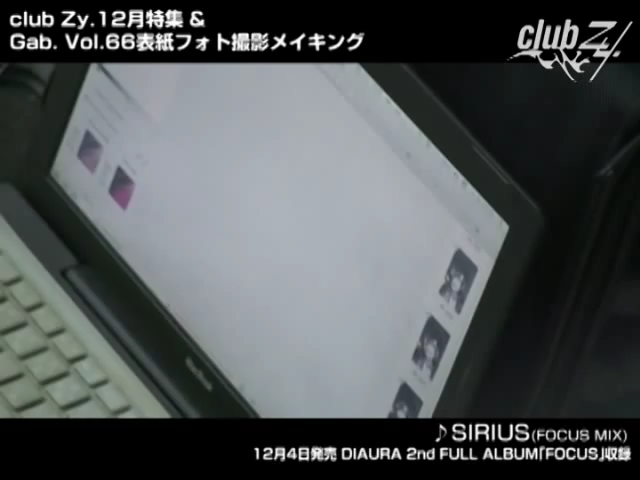 club Zy.12月特集 &
Gab. Vol.66表紙フォト撮影メイキング
club Zy.
♪SIRIUS(FOCUS MIX)
12月4日発売 DIAURA 2nd FULL ALBUM「FOCUS」収録